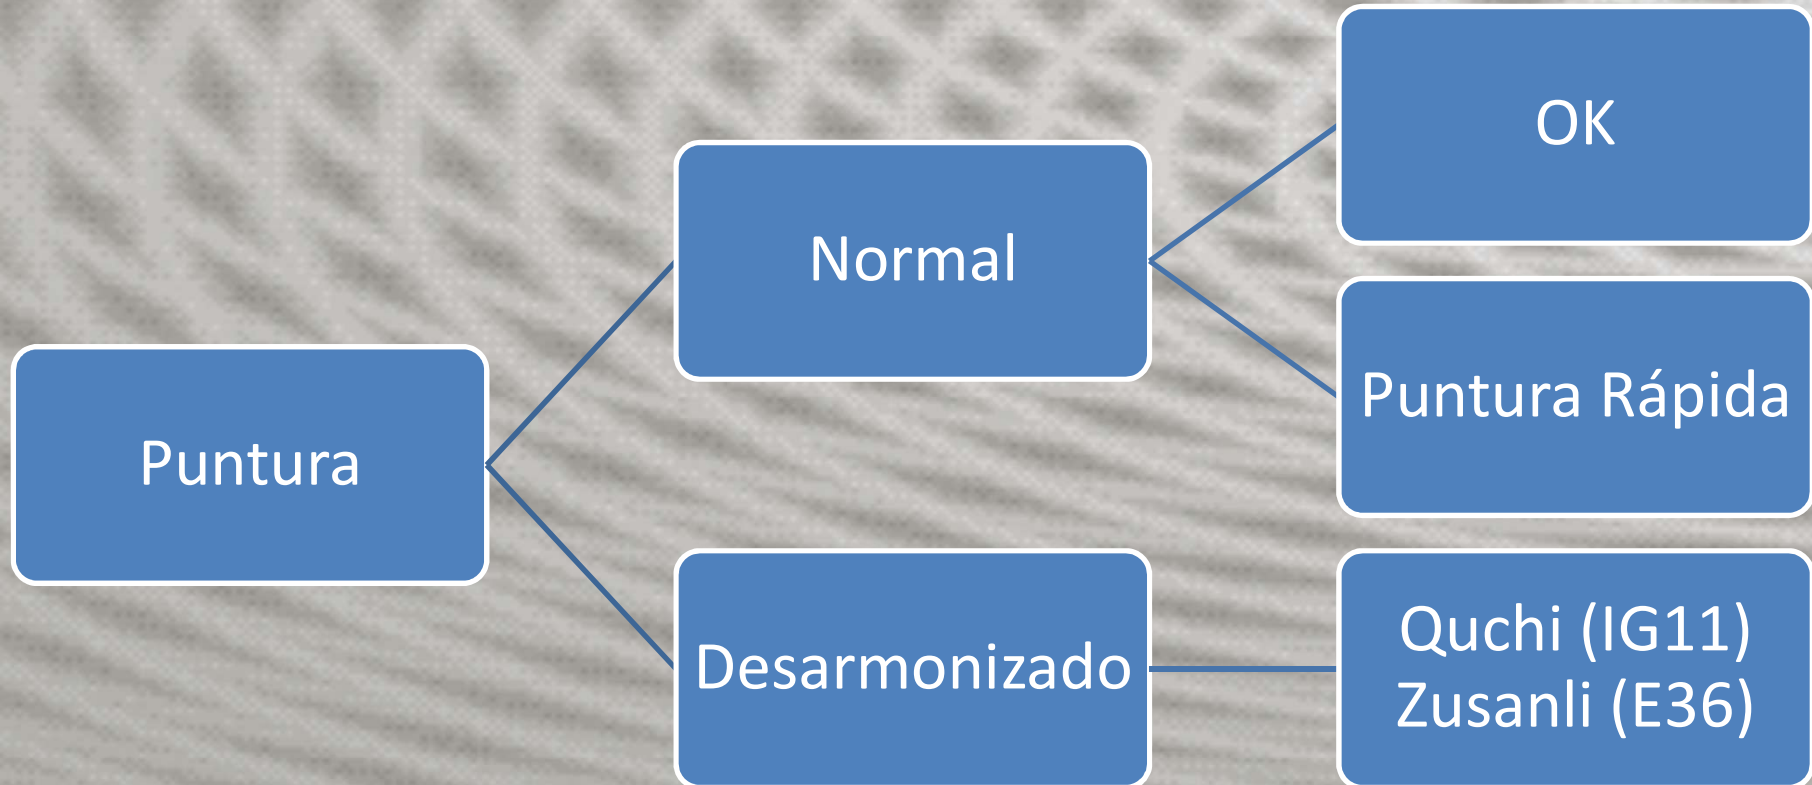 Puntura
Normal
OK
Puntura Rápida
Desarmonizado
Quchi (IG11)
Zusanli (E36)